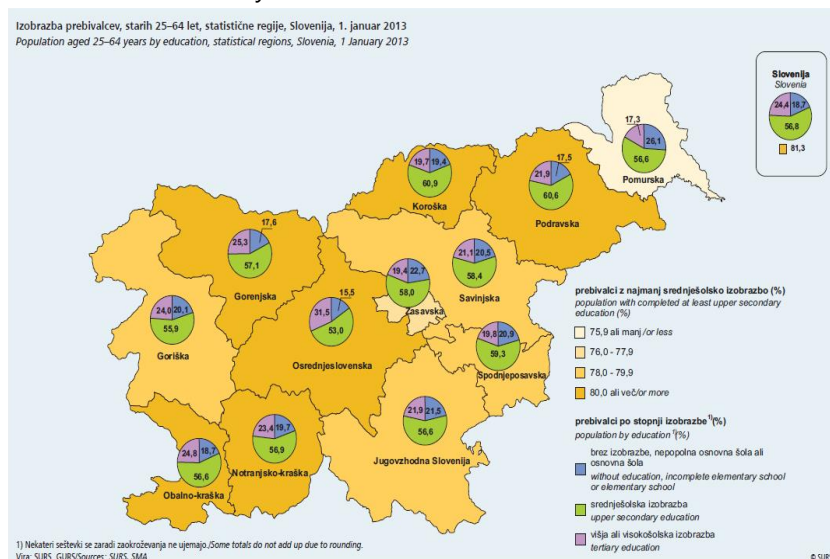 Izobrazba prebivalcev, starih 25–64 let, statistične regije, Slovenija, 1. januar 2013
Population aged 25–64 years by education, statistical regions, Slovenia, 1 January 2013
Slovenija
Slovenia
24,4 18,7
56,8
81,3
17,3
26,1
56,6
Pomurska
19,7 19,4
60,9
Koroška
17,5
21,9
60,6
Podravska
17,6
25,3
57,1
Gorenjska
21,1 20,5
58,4
Savinjska
19,4 22,7
58,0
Zasavska
15,5
31,5
53,0
Osrednjeslovenska
24,0 20,1
55,9
Goriška
19,8 20,9
59,3
Spodnjeposavska
21,9 21,5
56,6
Jugovzhodna Slovenija
23,4 19,7
56,9
Notranjsko-kraška
24,8 18,7
56,6
Obalno-kraška
prebivalci z najmanj srednješolsko izobrazbo (%)
population with completed at least upper secondary
education (%)
75,9 ali manj/or less
76,0 - 77,9
78,0 - 79,9
80,0 ali več/or more
prebivalci po stopnji izobrazbe¹⁾(%)
population by education ¹⁾(%)
brez izobrazbe, nepopolna osnovna šola ali
osnovna šola
without education, incomplete elementary school
or elementary school
srednješolska izobrazba
upper secondary education
višja ali visokošolska izobrazba
tertiary education
1) Nekateri seštevki se zaradi zaokroževanja ne ujemajo./Some totals do not add up due to rounding.
Vira: SURS, GURS/Sources: SURS, SMA
© SURS